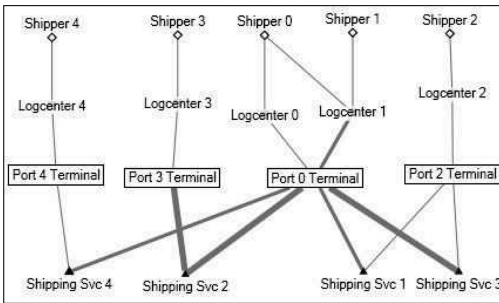 Shipper 4
Shipper 3
Shipper 0
Shipper 1
Shipper 2
Logcenter 4
Logcenter 3
Logcenter 0
Logcenter 1
Logcenter 2
Port 4 Terminal
Port 3 Terminal
Port 0 Terminal
Port 2 Terminal
Shipping Svc 4
Shipping Svc 2
Shipping Svc 1
Shipping Svc 3